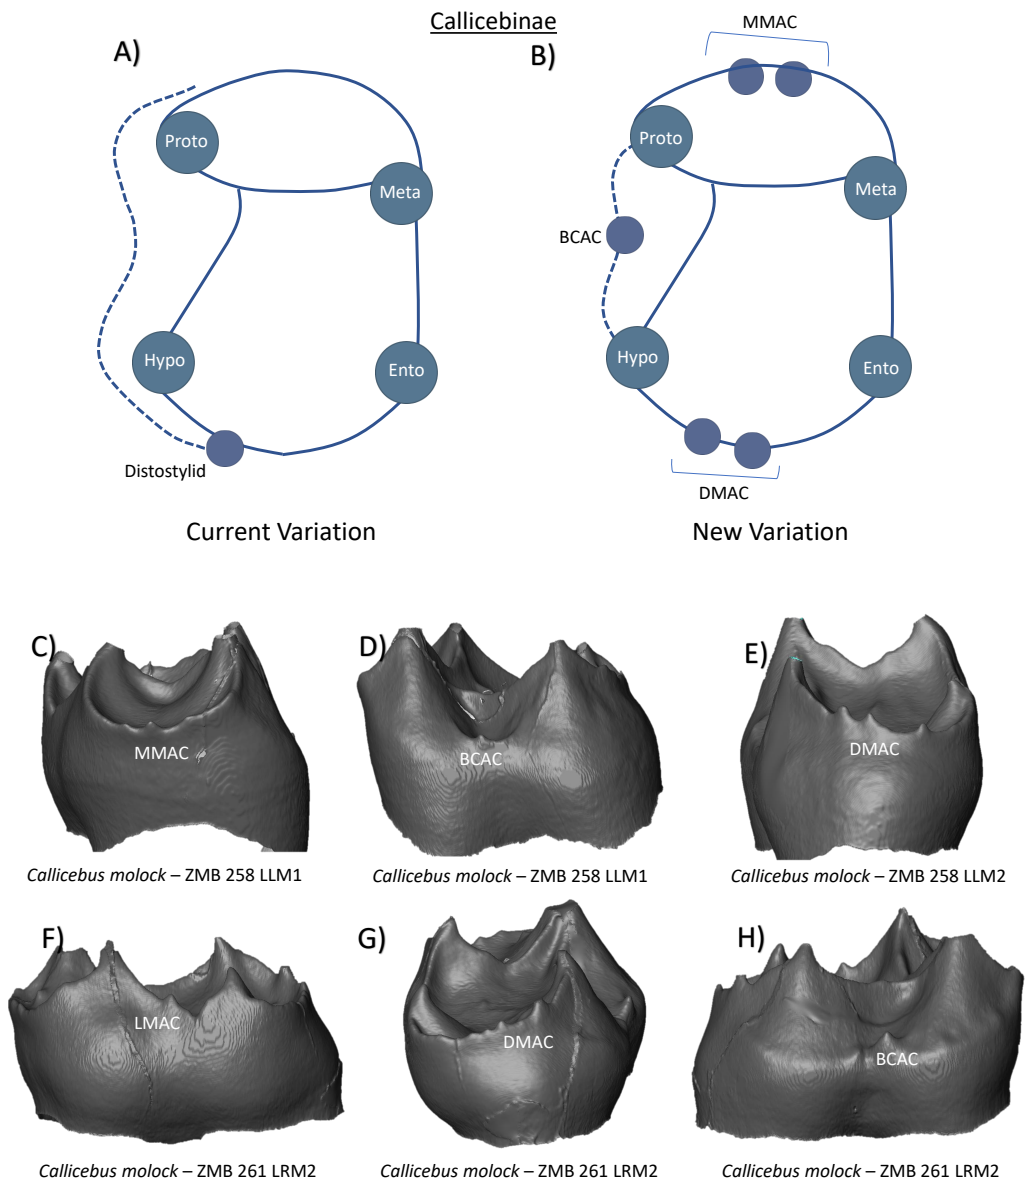 Callicebinae
A)
Proto
Meta
Hypo
Ento
Distostylid
Current Variation
B)
MMAC
Proto
Meta
BCAC
Hypo
Ento
DMAC
New Variation
C)
MMAC
Callicebus molock – ZMB 258 LLM1
D)
BCAC
Callicebus molock – ZMB 258 LLM1
E)
DMAC
Callicebus molock – ZMB 258 LLM2
F)
LMAC
Callicebus molock – ZMB 261 LRM2
G)
DMAC
Callicebus molock – ZMB 261 LRM2
H)
BCAC
Callicebus molock – ZMB 261 LRM2